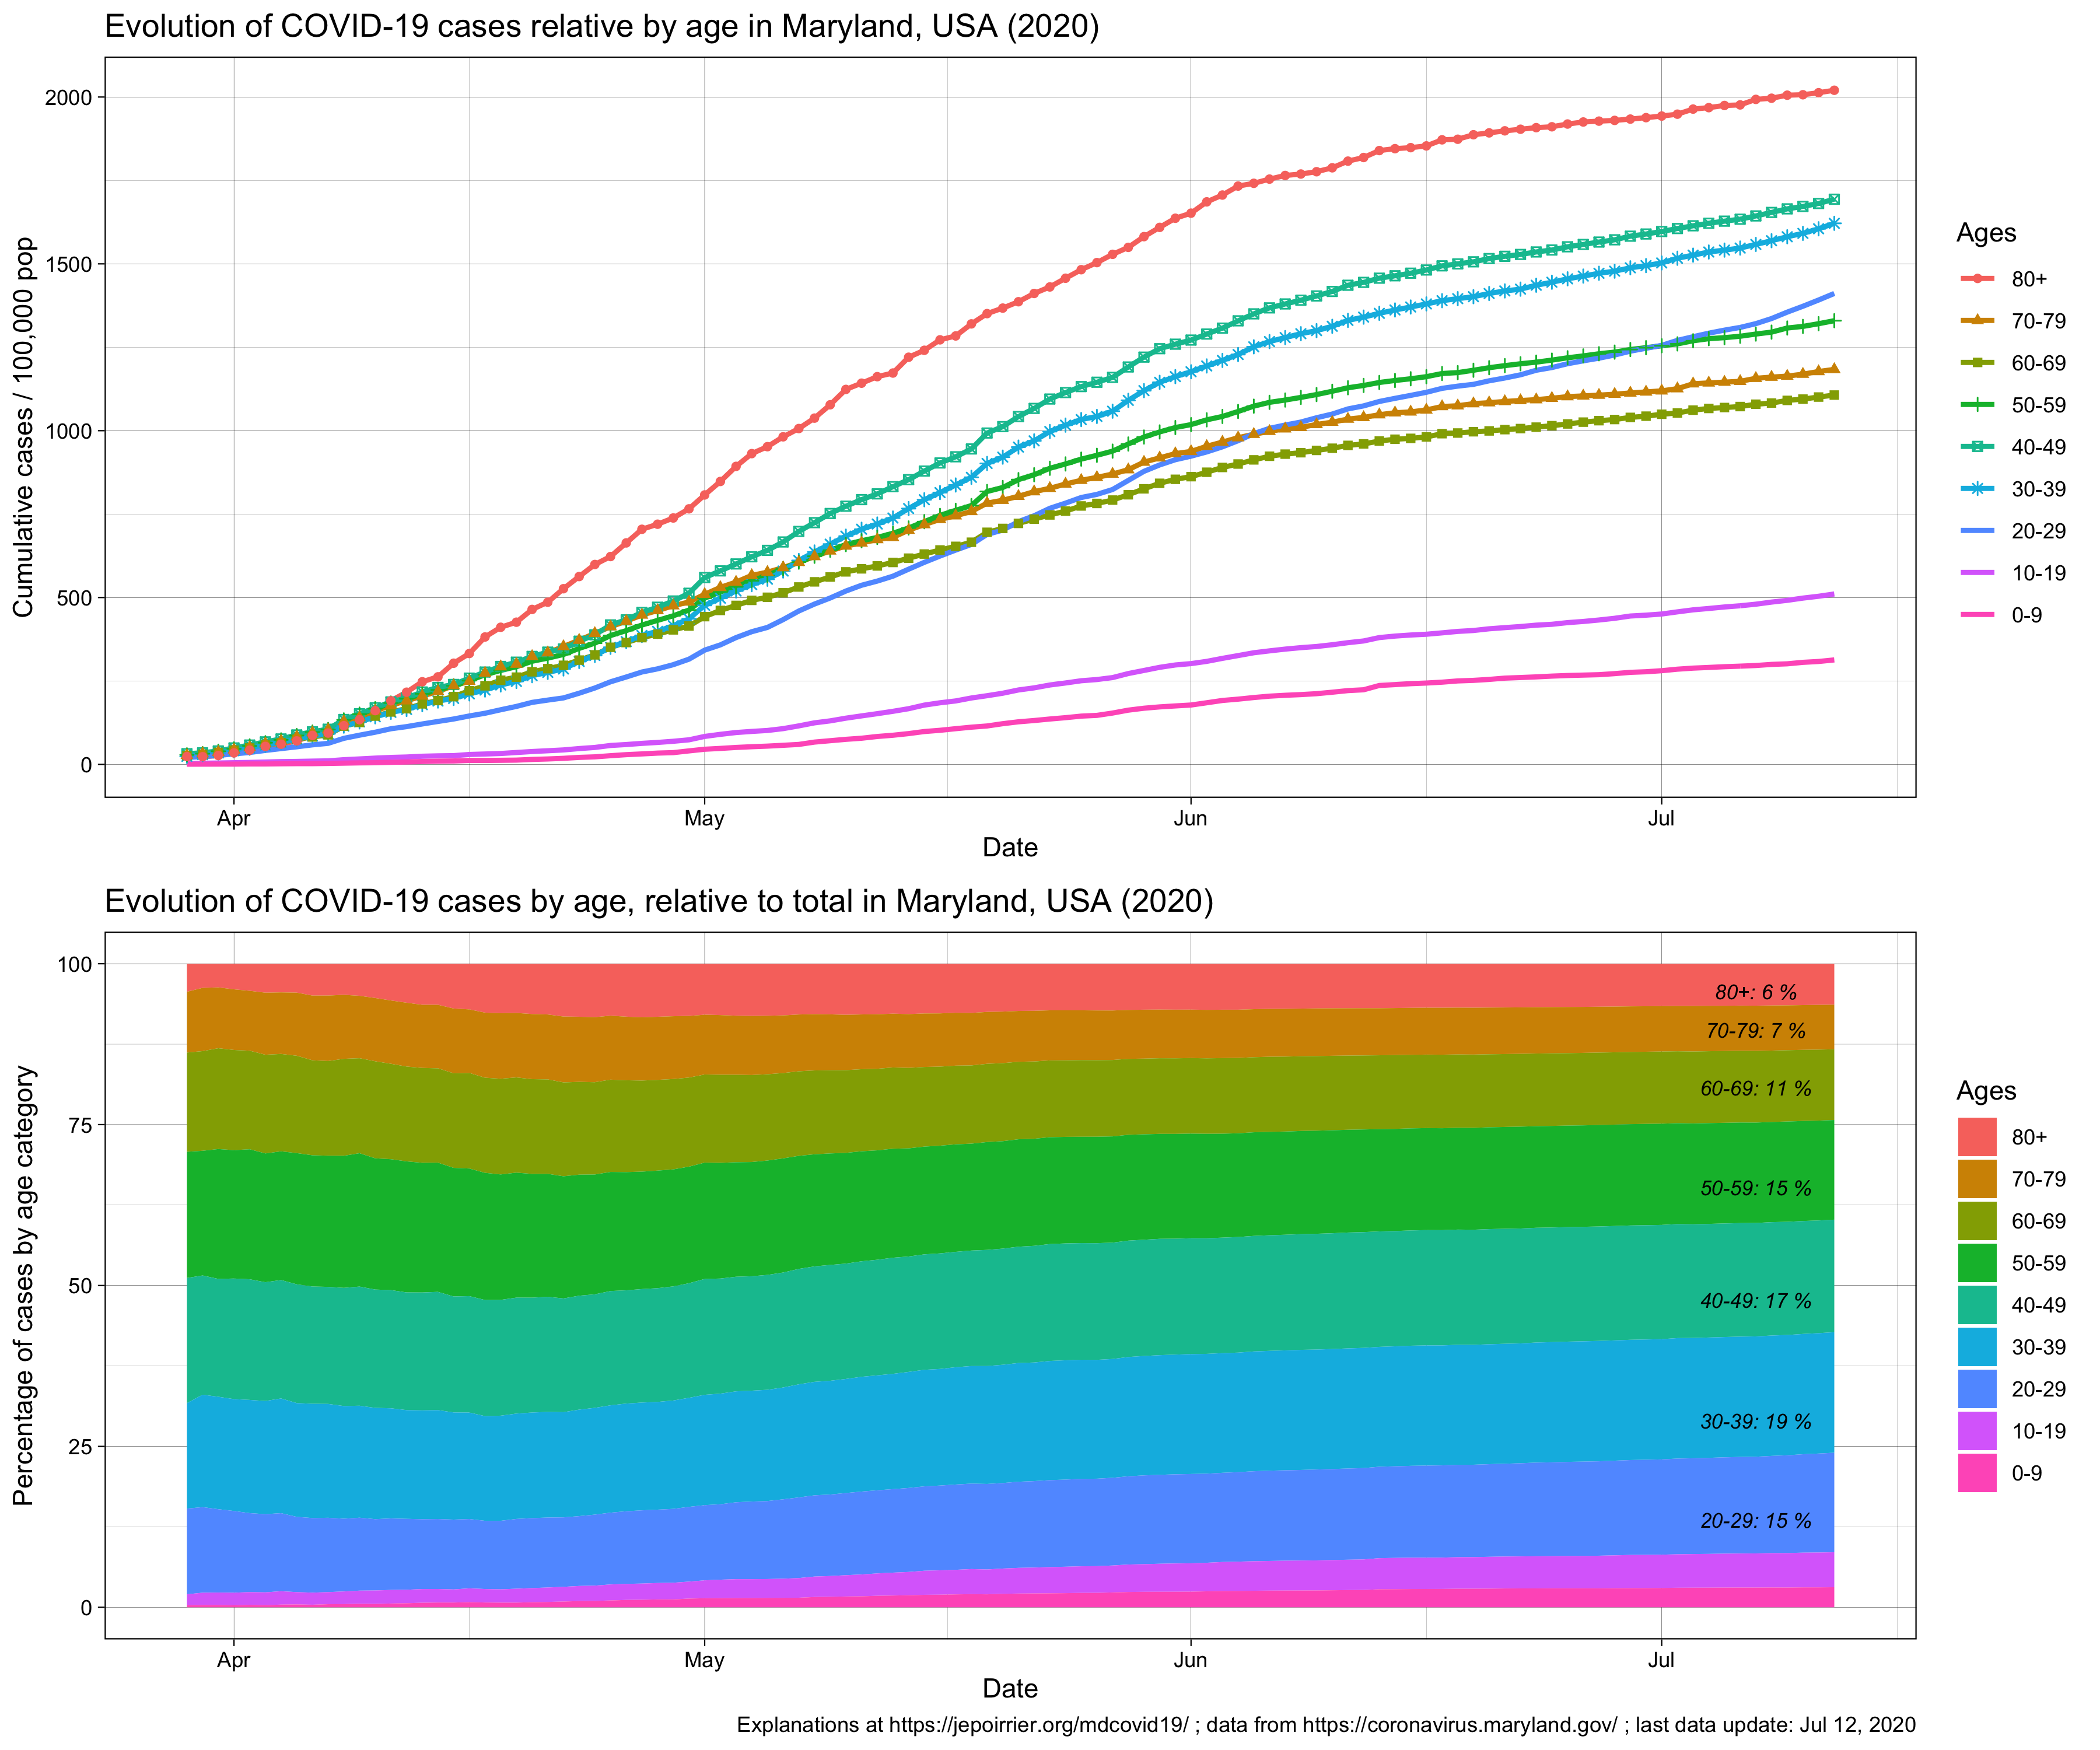 Evolution of COVID-19 cases relative by age in Maryland, USA (2020)
Cumulative cases / 100,000 pop
2000
1500
1000
500
0
Apr
May
Jun
Jul
Date
Ages
80+
70-79
60-69
50-59
40-49
30-39
20-29
10-19
0-9
Evolution of COVID-19 cases by age, relative to total in Maryland, USA (2020)
Percentage of cases by age category
100
75
50
25
0
80+: 6 %
70-79: 7 %
60-69: 11 %
50-59: 15 %
40-49: 17 %
30-39: 19 %
20-29: 15 %
Apr
May
Jun
Jul
Date
Ages
80+
70-79
60-69
50-59
40-49
30-39
20-29
10-19
0-9
Explanations at https://jepoirrier.org/mdcovid19/ ; data from https://coronavirus.maryland.gov/ ; last data update: Jul 12, 2020